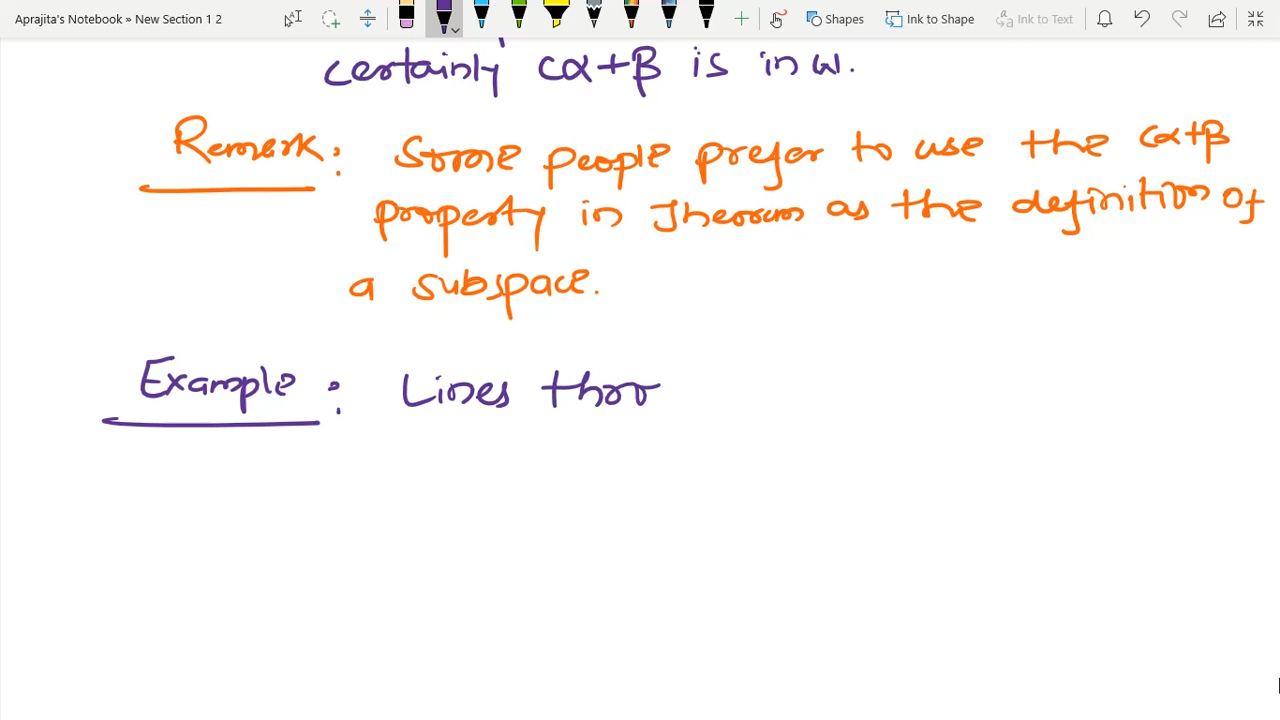 Aprajita's Notebook » New Section 1 2
Shapes
Ink to Shape
Ink to Text
certainly cα+β is in W.
Remark: Some people prefer to use the cα+β
property in Theorem as the definition of
a subspace.
Example: Lines thro